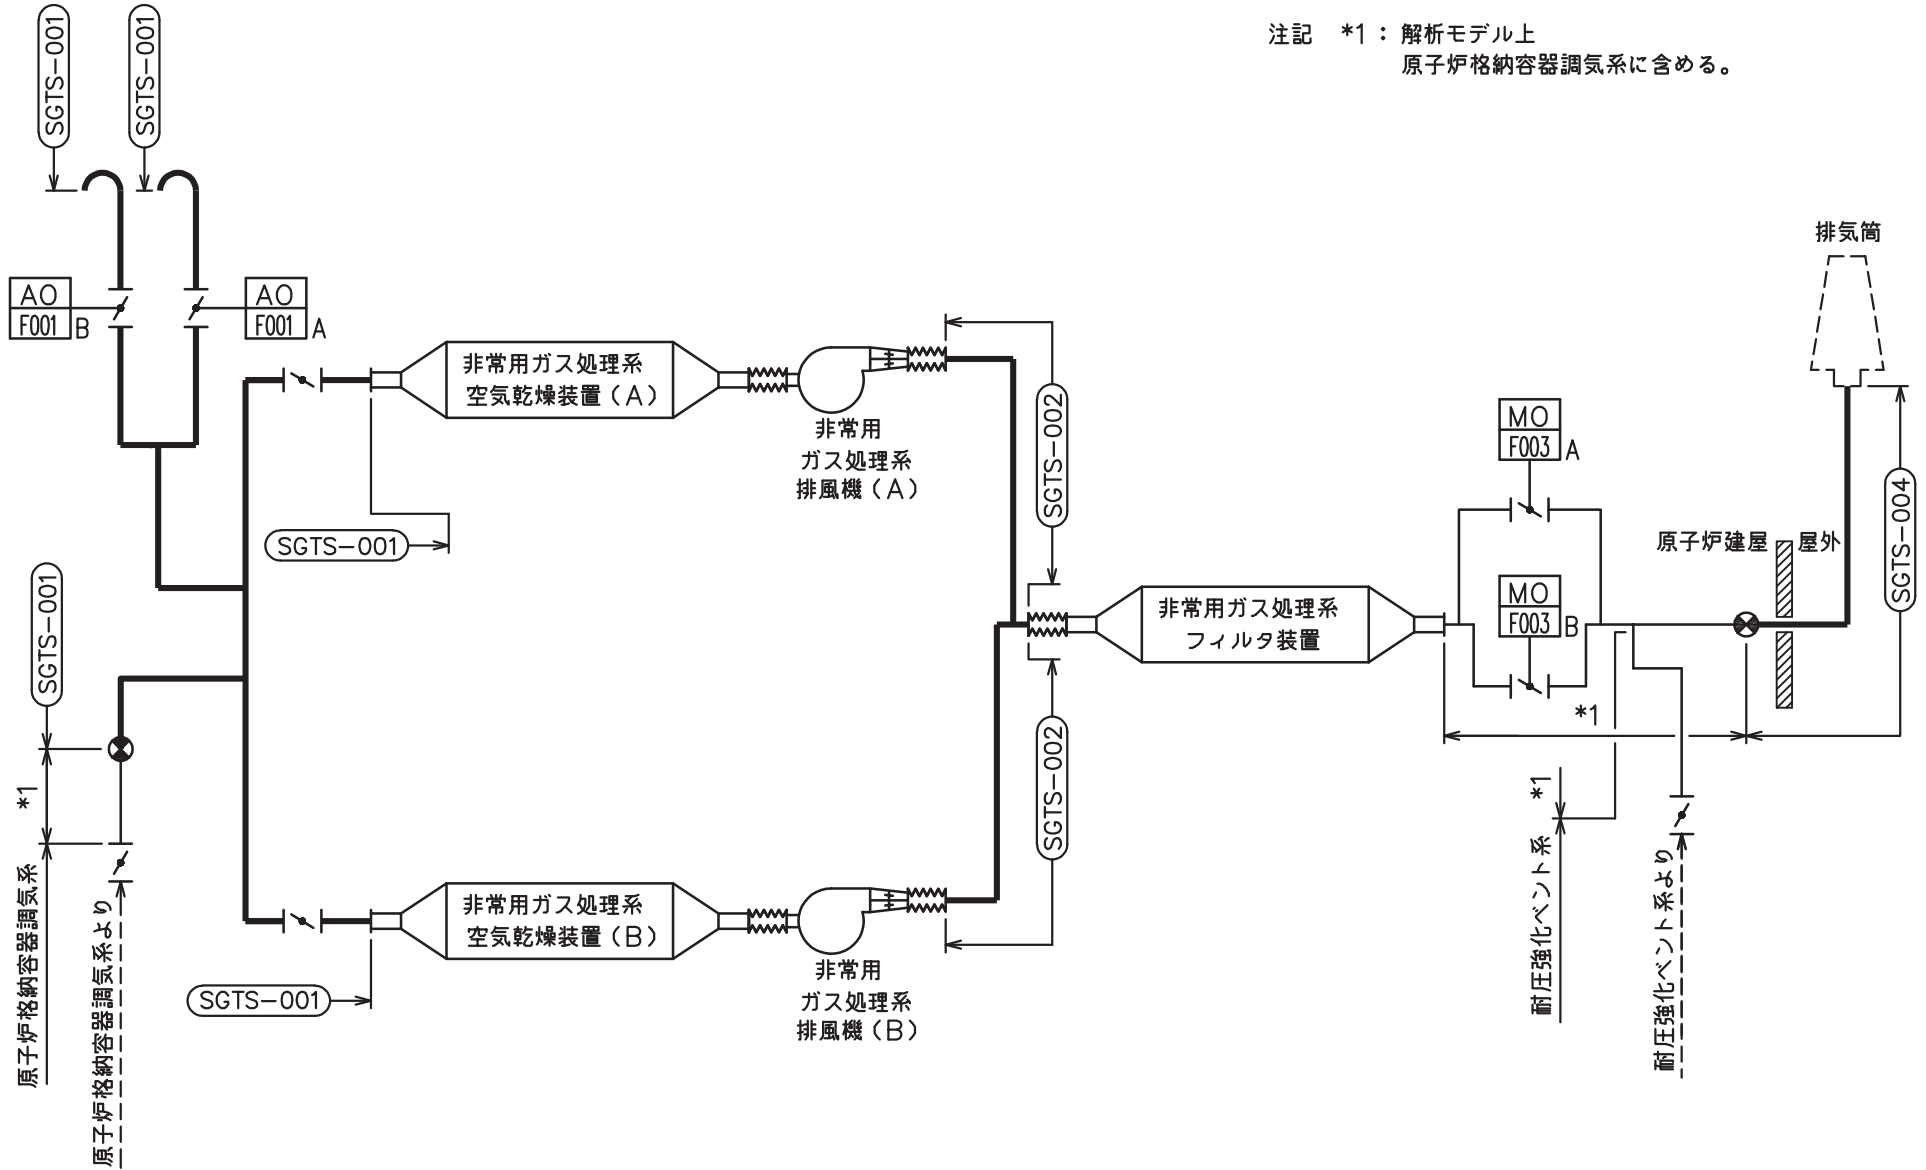 SGTS-001
SGTS-001
注記 *1 : 解析モデル上
原子炉格納容器調気系に含める。
排気筒
AO
F001
B
AO
F001
A
非常用ガス処理系
空気乾燥装置(A)
非常用
ガス処理系
排風機(A)
SGTS-002
MO
F003
A
SGTS-004
SGTS-001
原子炉建屋
屋外
SGTS-001
MO
F003
B
非常用ガス処理系
フィルタ装置
*1
SGTS-002
*1
*1
耐圧強化ベント系
耐圧強化ベント系より
原子炉格納容器調気系
原子炉格納容器調気系より
非常用ガス処理系
空気乾燥装置(B)
非常用
ガス処理系
排風機(B)
SGTS-001